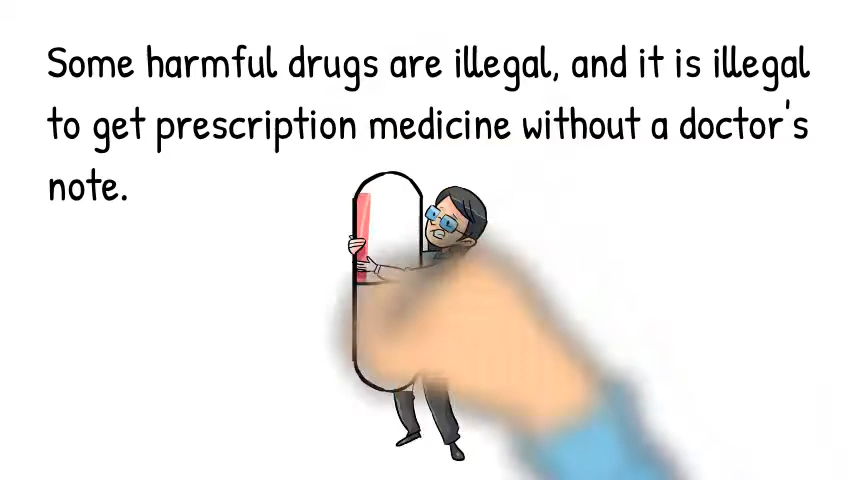 Some harmful drugs are illegal, and it is illegal
to get prescription medicine without a doctor's
note.